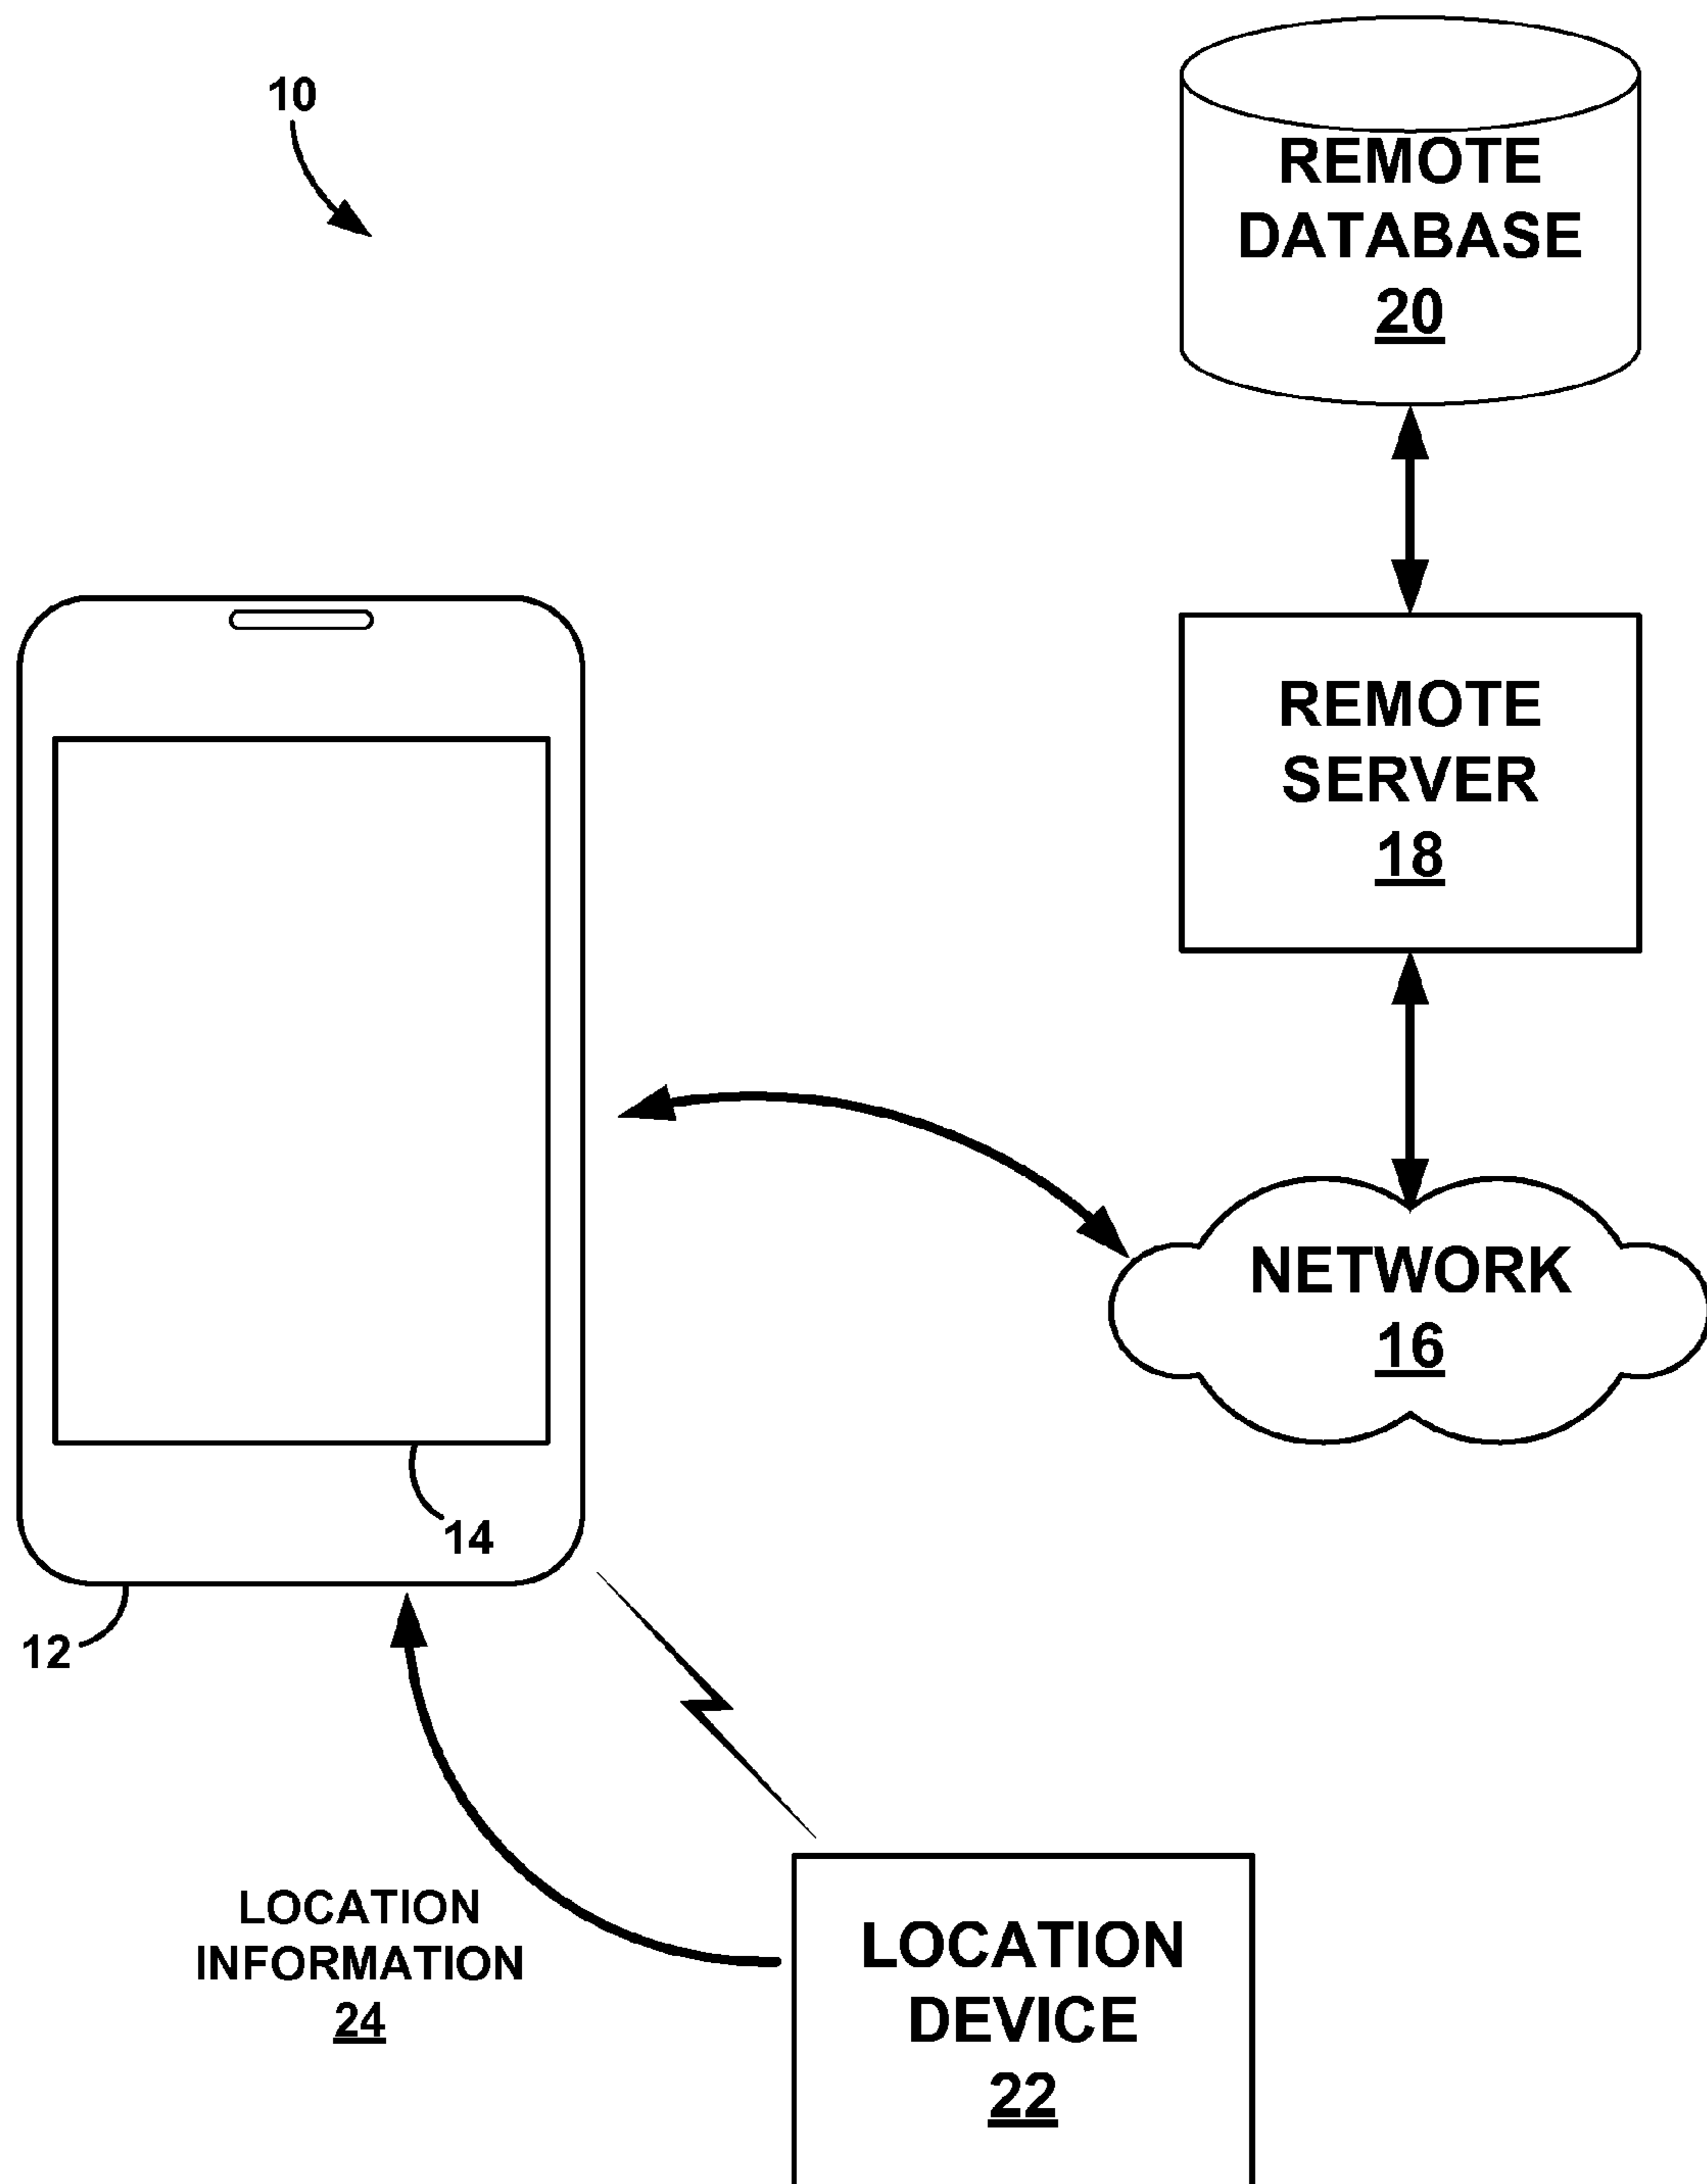 10
REMOTE
DATABASE
20
REMOTE
SERVER
18
NETWORK
16
14
12
LOCATION
INFORMATION
24
LOCATION
DEVICE
22